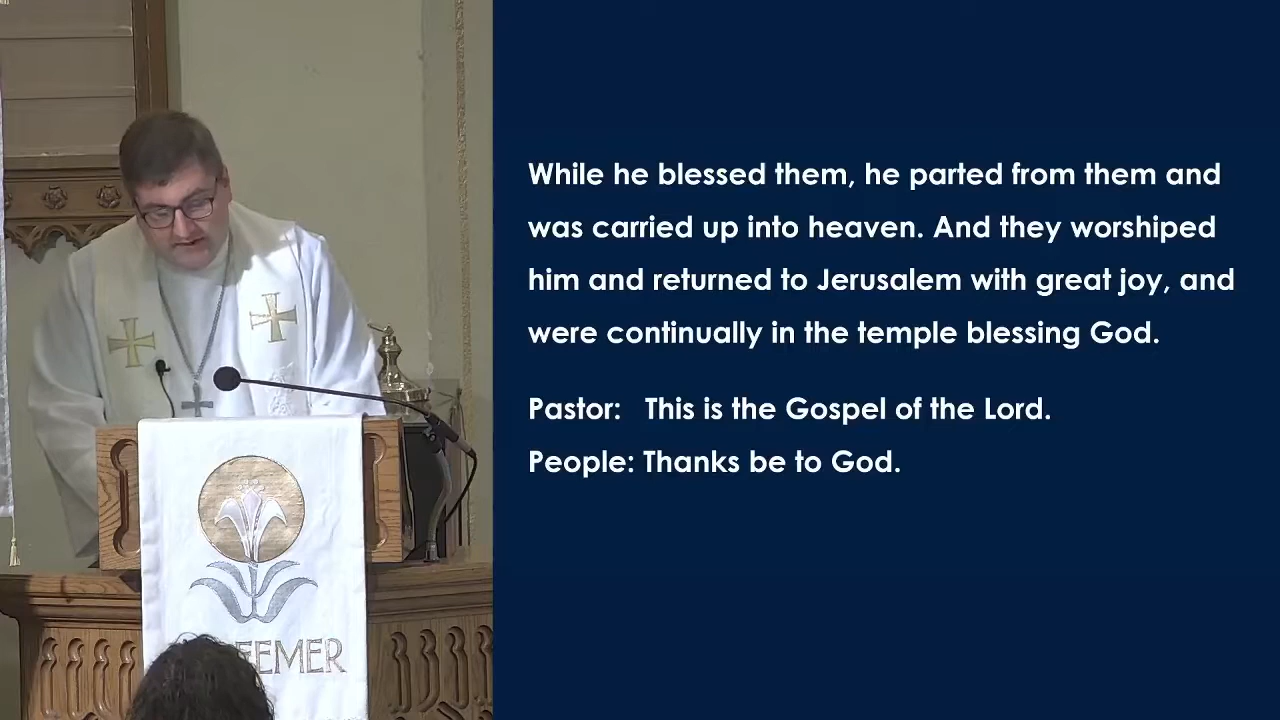 While he blessed them, he parted from them and
was carried up into heaven. And they worshiped
him and returned to Jerusalem with great joy, and
were continually in the temple blessing God.
Pastor: This is the Gospel of the Lord.
People: Thanks be to God.
EEMER